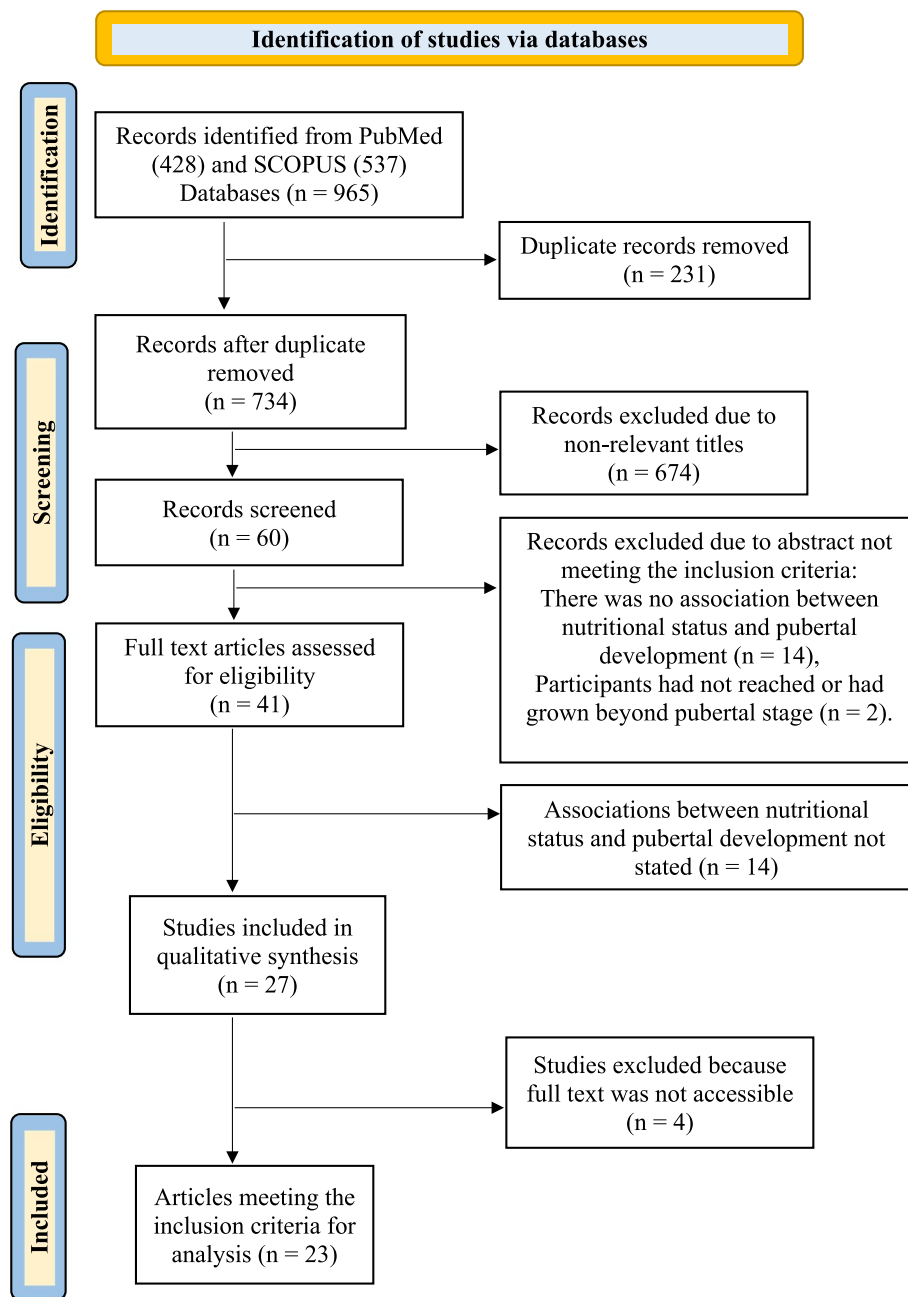 Identification of studies via databases
Identification
Records identified from PubMed
(428) and SCOPUS (537)
Databases (n = 965)
Duplicate records removed
(n = 231)
Screening
Records after duplicate
removed
(n = 734)
Records excluded due to
non-relevant titles
(n = 674)
Records screened
(n = 60)
Records excluded due to abstract not
meeting the inclusion criteria:
There was no association between
nutritional status and pubertal
development (n = 14),
Participants had not reached or had
grown beyond pubertal stage (n = 2).
Eligibility
Full text articles assessed
for eligibility
(n = 41)
Associations between nutritional
status and pubertal development not
stated (n = 14)
Studies included in
qualitative synthesis
(n = 27)
Studies excluded because
full text was not accessible
(n = 4)
Included
Articles meeting the
inclusion criteria for
analysis (n = 23)